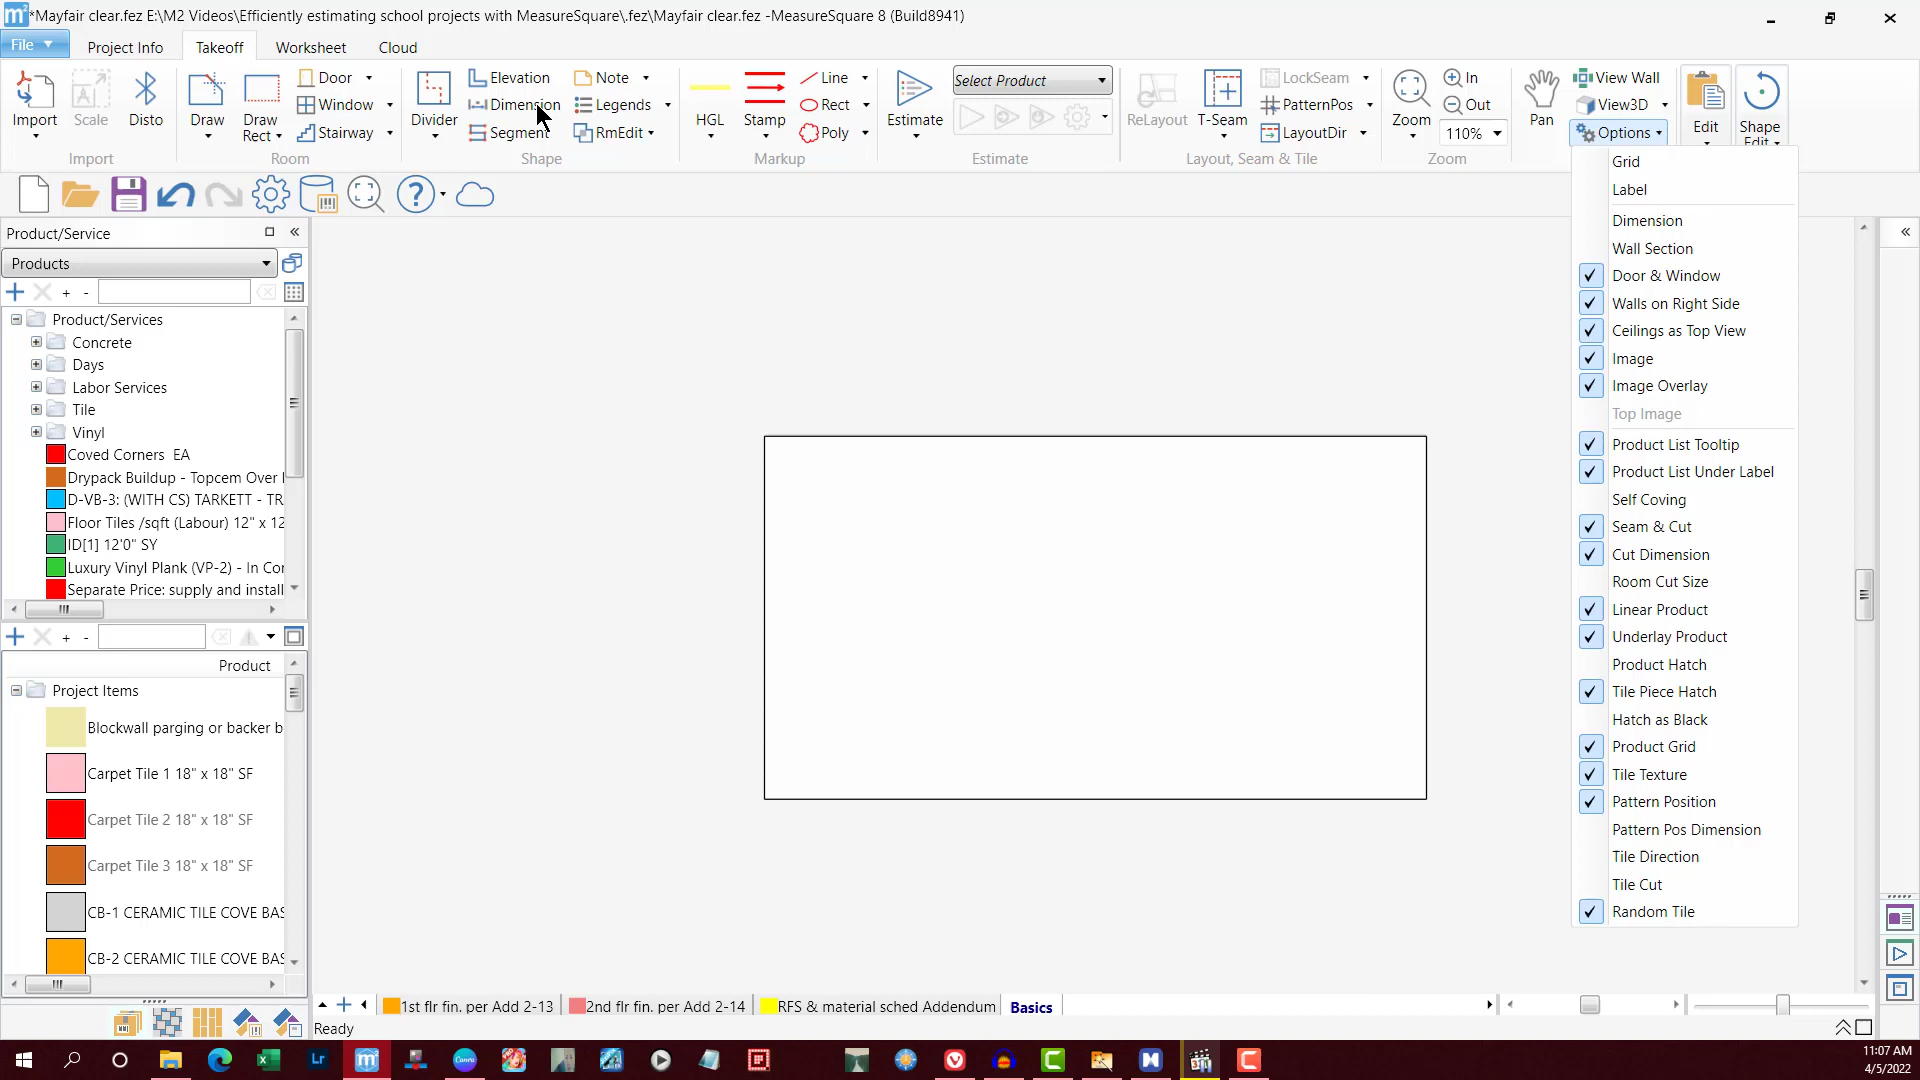 *Mayfair clear.fez E:\M2 Videos\Efficiently estimating school projects with MeasureSquare\.fez\Mayfair clear.fez -MeasureSquare 8 (Build8941)
File Project Info Takeoff Worksheet Cloud
Import Scale Disto
Import
Draw Draw Rect Door Window Stairway
Room
Divider Elevation Dimension Segment Note Legends RmEdit
Shape
HGL Stamp Line Rect Poly
Markup
Estimate Select Product
Estimate
ReLayout T-Seam LockSeam PatternPos LayoutDir
Layout, Seam & Tile
Zoom In Out 110%
Zoom
Pan View Wall View3D Options
Edit Shape Edit
Product/Service
Products
Product/Services
Concrete
Days
Labor Services
Tile
Vinyl
Coved Corners EA
Drypack Buildup - Topcem Over
D-VB-3: (WITH CS) TARKETT - TR
Floor Tiles /sqft (Labour) 12" x 12
ID[1] 12'0" SY
Luxury Vinyl Plank (VP-2) - In Cor
Separate Price: supply and install
Product
Project Items
Blockwall parging or backer b
Carpet Tile 1 18" x 18" SF
Carpet Tile 2 18" x 18" SF
Carpet Tile 3 18" x 18" SF
CB-1 CERAMIC TILE COVE BAS
CB-2 CERAMIC TILE COVE BAS
Grid
Label
Dimension
Wall Section
Door & Window
Walls on Right Side
Ceilings as Top View
Image
Image Overlay
Top Image
Product List Tooltip
Product List Under Label
Self Coving
Seam & Cut
Cut Dimension
Room Cut Size
Linear Product
Underlay Product
Product Hatch
Tile Piece Hatch
Hatch as Black
Product Grid
Tile Texture
Pattern Position
Pattern Pos Dimension
Tile Direction
Tile Cut
Random Tile
1st flr fin. per Add 2-13 2nd flr fin. per Add 2-14 RFS & material sched Addendum Basics
Ready
11:07 AM
4/5/2022